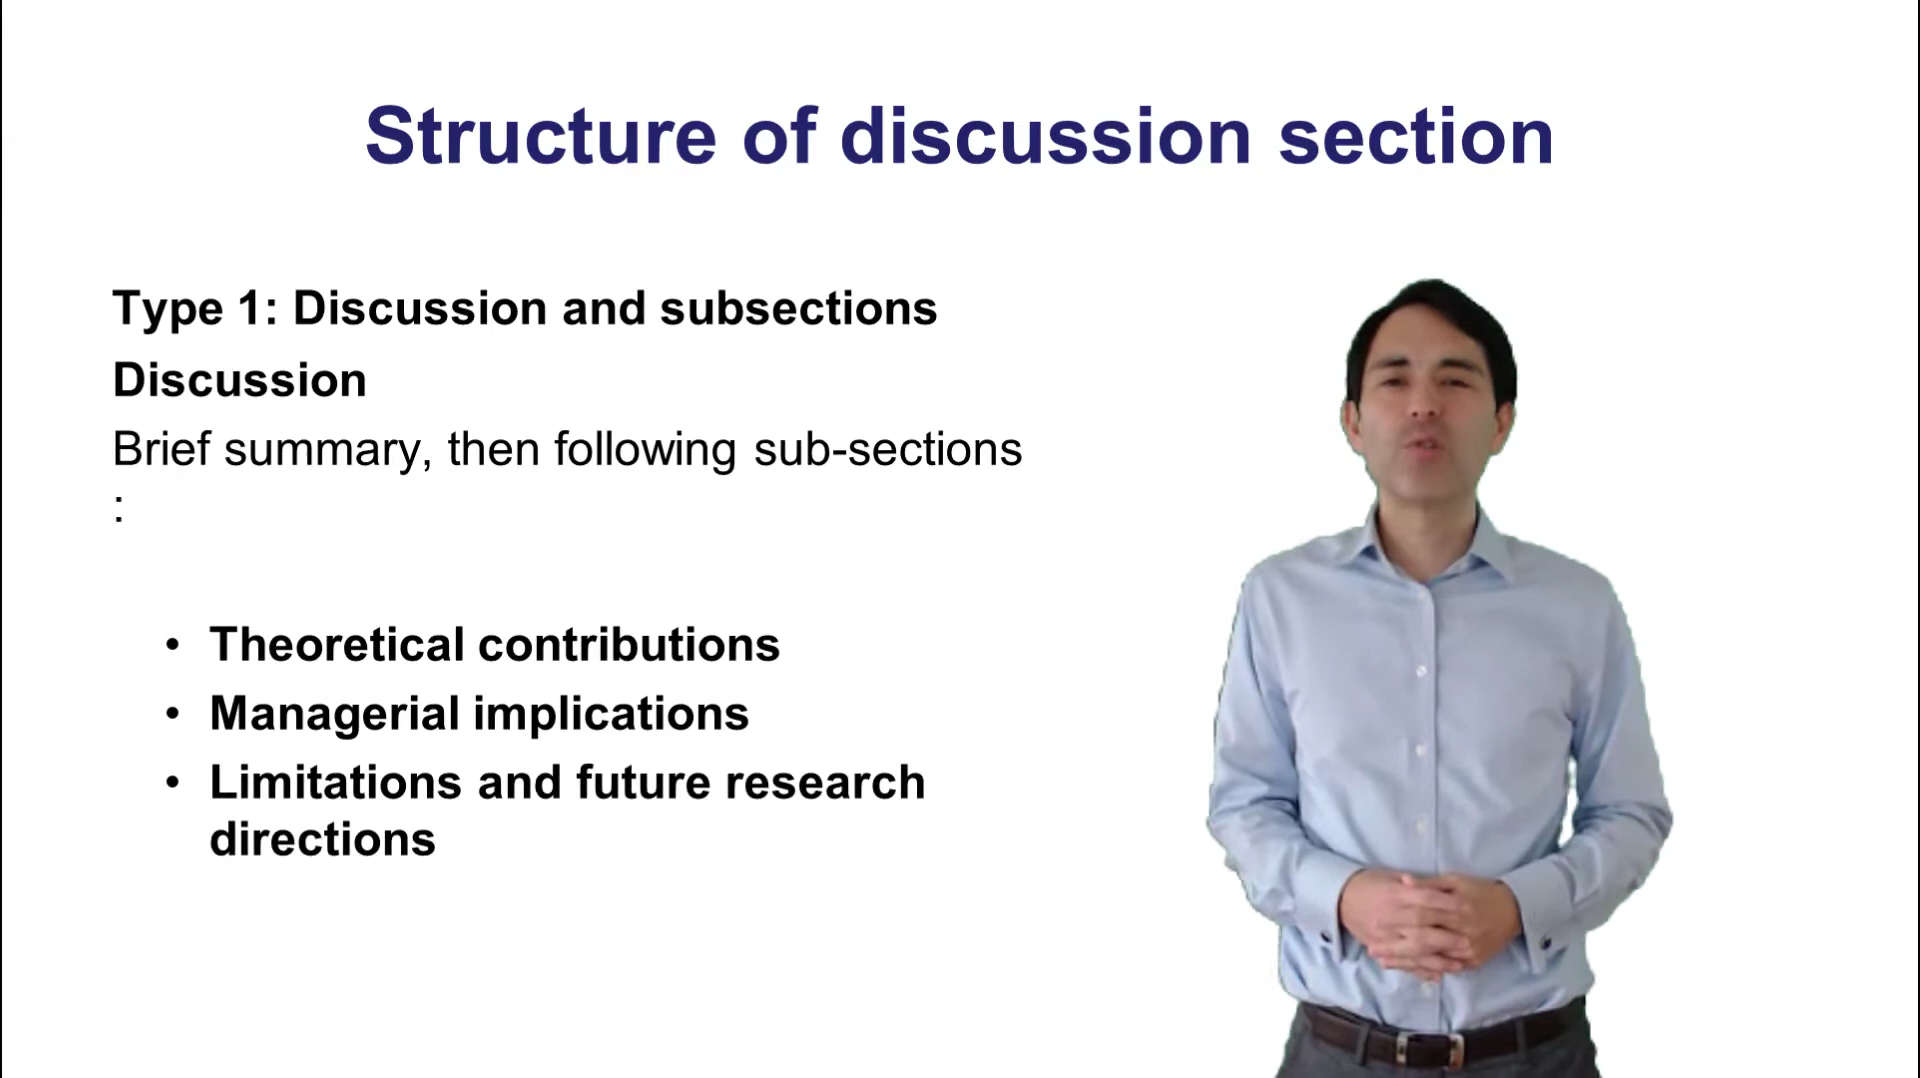 Structure of discussion section
Type 1: Discussion and subsections
Discussion
Brief summary, then following sub-sections
:
• Theoretical contributions
• Managerial implications
• Limitations and future research
directions